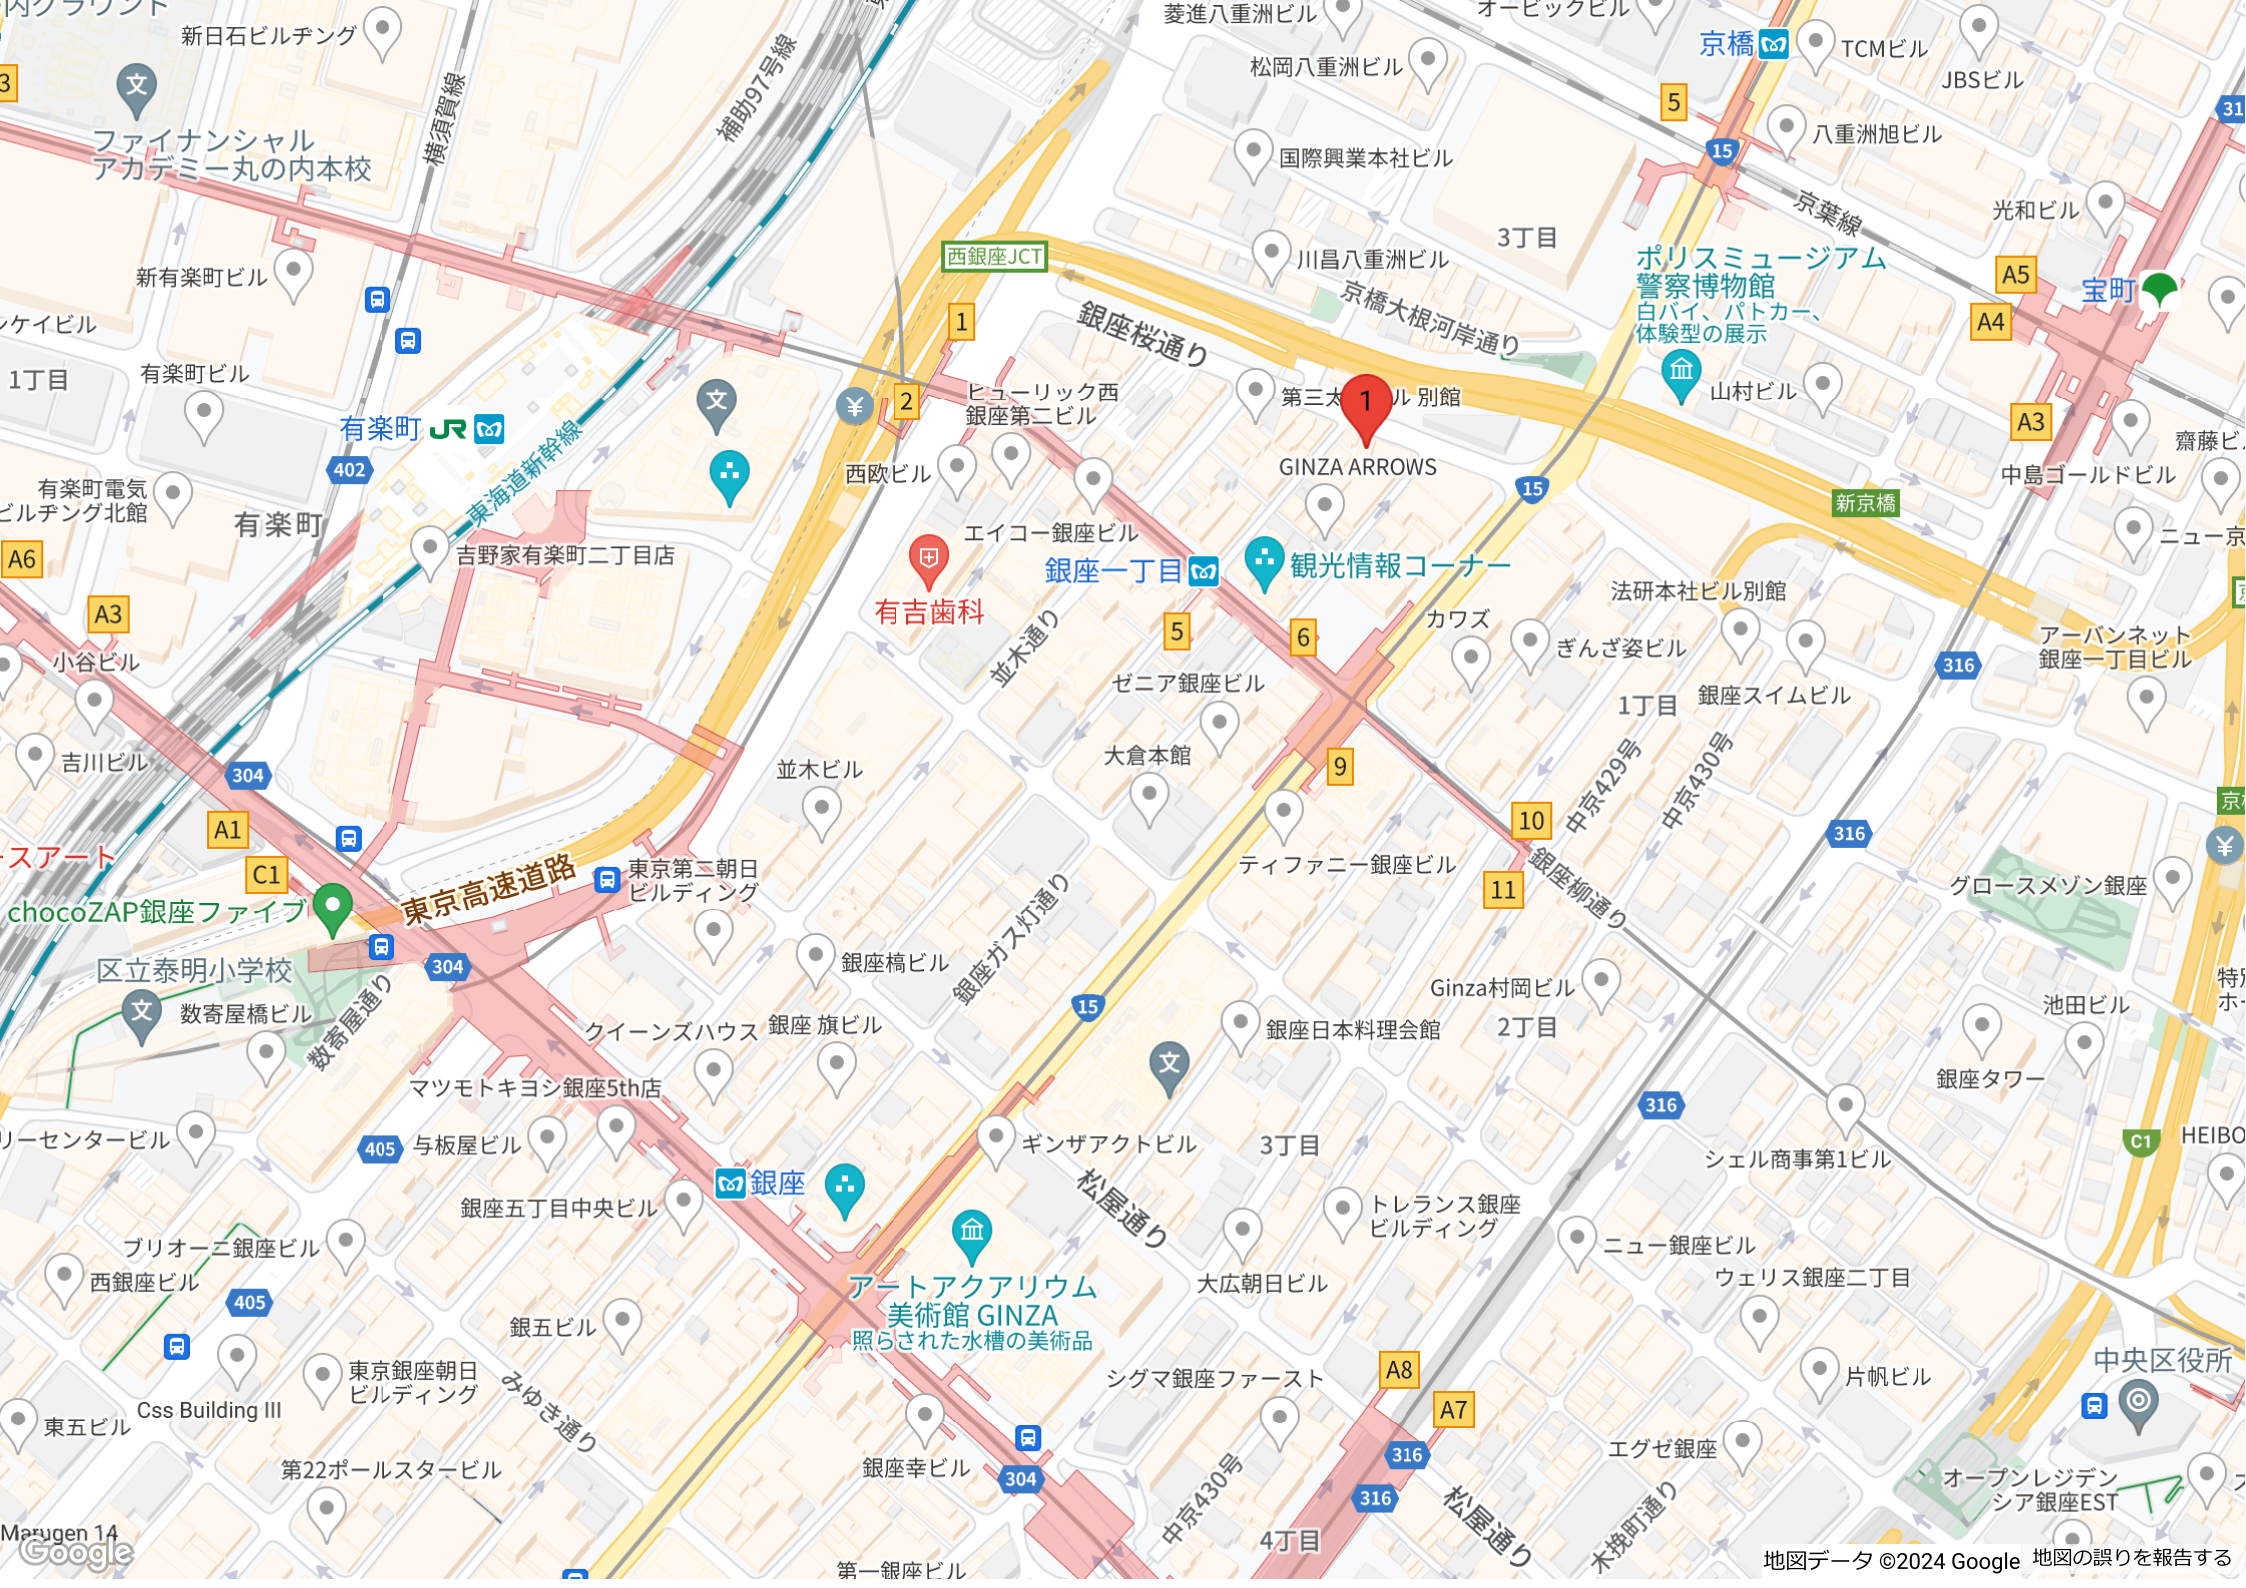 内グラウンド
新日石ビルヂング
横須賀線
補助97号線
菱進八重洲ビル
オービックビル
松岡八重洲ビル
京橋
TCMビル
JBSビル
3
5
ファイナンシャル
アカデミー丸の内本校
国際興業本社ビル
15
八重洲旭ビル
京葉線
光和ビル
3丁目
新有楽町ビル
西銀座JCT
川昌八重洲ビル
ポリスミュージアム
警察博物館
白バイ、パトカー、
体験型の展示
A5
宝町
A4
京橋大根河岸通り
銀座桜通り
1
有楽町ビル
1丁目
2
ヒューリック西
銀座第二ビル
1
GINZA ARROWS
山村ビル
A3
中島ゴールドビル
有楽町
JR
402
東海道新幹線
西欧ビル
15
新京橋
有楽町電気
ビルヂング北館
有楽町
エイコー銀座ビル
吉野家有楽町二丁目店
A6
銀座一丁目
観光情報コーナー
有吉歯科
法研本社ビル別館
A3
小谷ビル
並木通り
5
6
カワズ
ぎんざ姿ビル
アーバンネット
銀座一丁目ビル
316
ゼニア銀座ビル
1丁目
銀座スイムビル
吉川ビル
304
並木ビル
大倉本館
9
中京429号
中京430号
A1
10
316
C1
東京高速道路
東京第二朝日
ビルディング
ティファニー銀座ビル
11
銀座柳通り
グロースメゾン銀座
chocoZAP銀座ファイブ
304
銀座槁ビル
銀座ガス灯通り
区立泰明小学校
数寄屋橋ビル
数寄屋通り
15
Ginza村岡ビル
クイーンズハウス
銀座 旗ビル
銀座日本料理会館
2丁目
池田ビル
銀座タワー
マツモトキヨシ銀座5th店
316
405
与板屋ビル
ギンザアクトビル
3丁目
シェル商事第1ビル
C1
銀座
銀座五丁目中央ビル
松屋通り
トレランス銀座
ビルディング
ブリオーニ銀座ビル
西銀座ビル
405
アートアクアリウム
美術館 GINZA
照らされた水槽の美術品
大広朝日ビル
ニュー銀座ビル
ウェリス銀座二丁目
銀五ビル
東京銀座朝日
ビルディング
みゆき通り
シグマ銀座ファースト
A8
片帆ビル
中央区役所
Css Building III
東五ビル
A7
316
エグゼ銀座
第22ポールスタービル
銀座幸ビル
304
中京430号
316
松屋通り
木挽町通り
オープンレジデン
シア銀座EST
Marugen 14
Google
4丁目
第一銀座ビル
地図データ ©2024 Google
地図の誤りを報告する